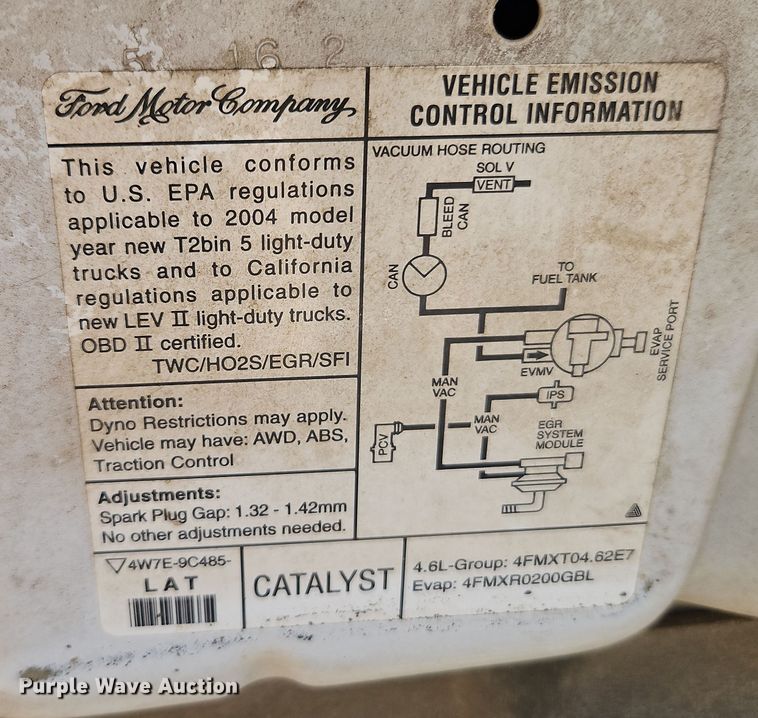 5 16 2
Ford Motor Company
VEHICLE EMISSION
CONTROL INFORMATION
This vehicle conforms
to U.S. EPA regulations
applicable to 2004 model
year new T2bin 5 light-duty
trucks and to California
regulations applicable to
new LEV II light-duty trucks.
OBD II certified.
TWC/HO2S/EGR/SFI
Attention:
Dyno Restrictions may apply.
Vehicle may have: AWD, ABS,
Traction Control
Adjustments:
Spark Plug Gap: 1.32 - 1.42mm
No other adjustments needed.
VACUUM HOSE ROUTING
SOL V
VENT
BLEED
CAN
CAN
TO
FUEL TANK
EVAP
SERVICE PORT
EVMV
MAN
VAC
IPS
MAN
VAC
PCV
EGR
SYSTEM
MODULE
4W7E-9C485-
LAT
CATALYST
4.6L-Group: 4FMXT04.62E7
Evap: 4FMXR0200GBL
Purple Wave Auction